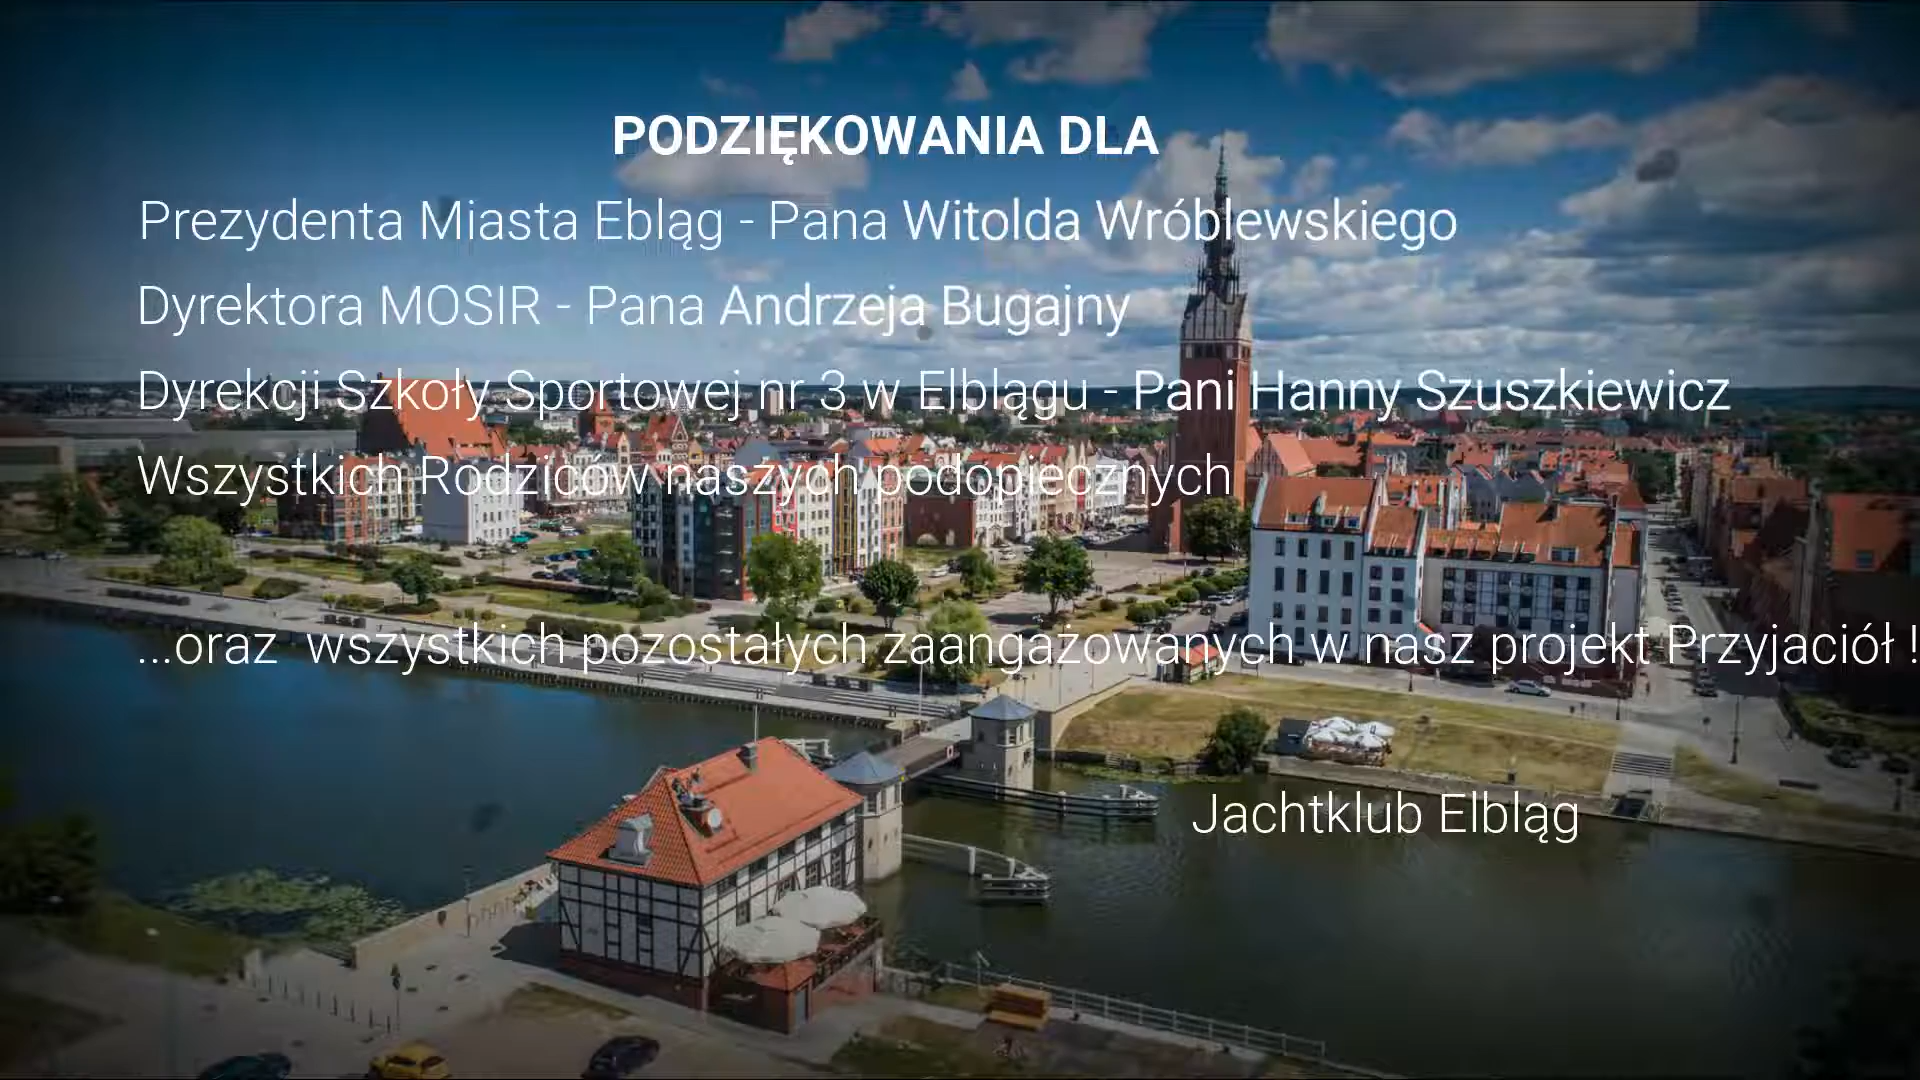 PODZIĘKOWANIA DLA
Prezydenta Miasta Ebląg - Pana Witolda Wróblewskiego
Dyrektora MOSIR - Pana Andrzeja Bugajny
Dyrekcji Szkoły Sportowej nr 3 w Elblągu - Pani Hanny Szuszkiewicz
Wszystkich Rodziców naszych podopiecznych
...oraz  wszystkich pozostałych zaangażowanych w nasz projekt Przyjaciół !
Jachtklub Elbląg